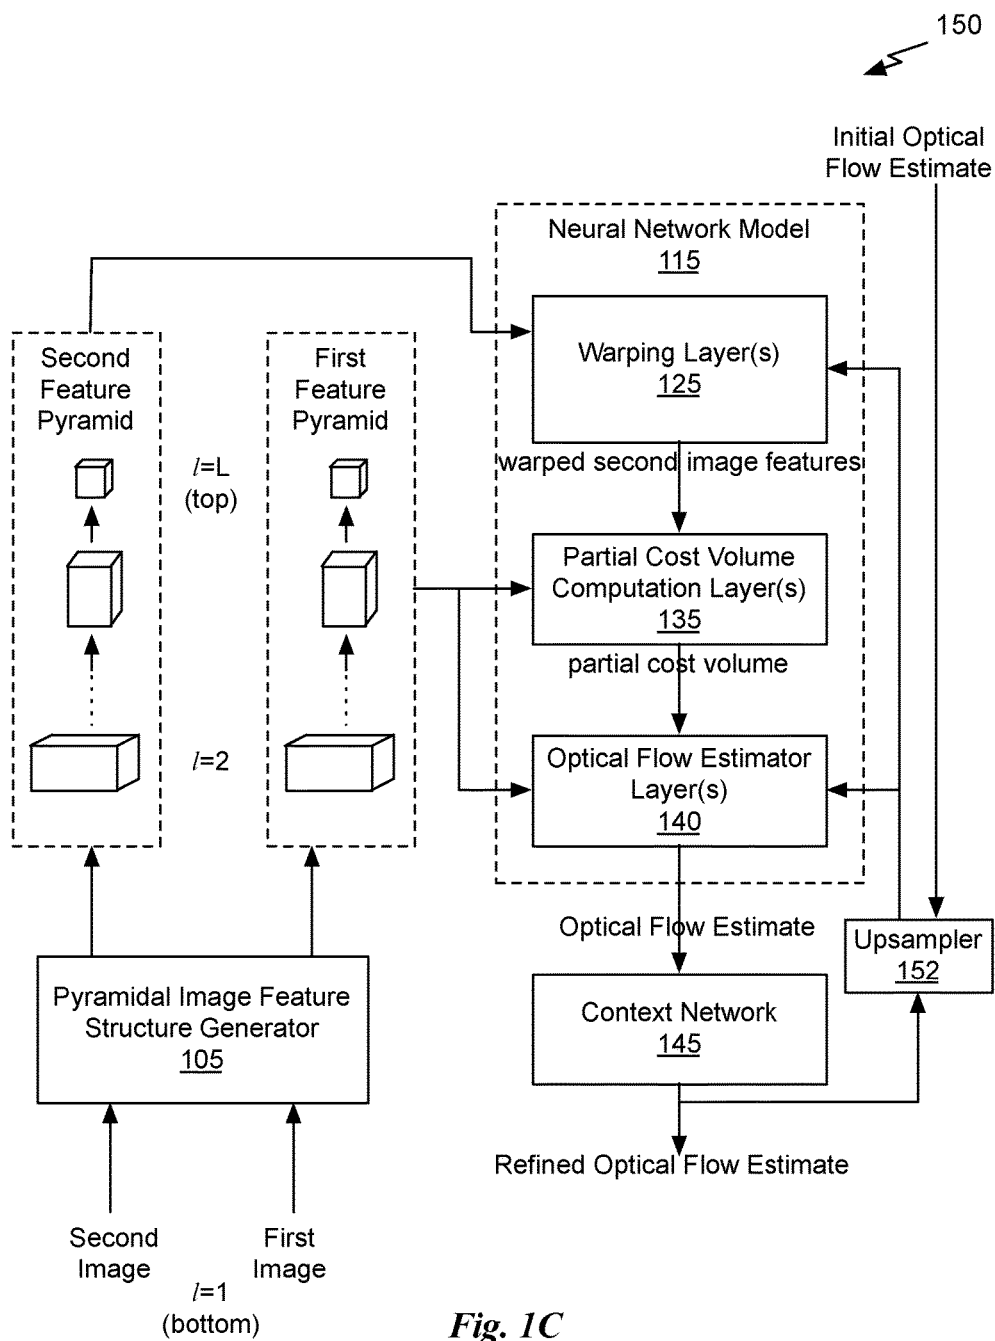 150
Initial Optical
Flow Estimate
Neural Network Model
115
Second
Feature
Pyramid
First
Feature
Pyramid
Warping Layer(s)
125
l=L
(top)
warped second image features
Partial Cost Volume
Computation Layer(s)
135
partial cost volume
l=2
Optical Flow Estimator
Layer(s)
140
Optical Flow Estimate
Upsampler
152
Pyramidal Image Feature
Structure Generator
105
Context Network
145
Refined Optical Flow Estimate
Second
Image
First
Image
l=1
(bottom)
Fig. 1C